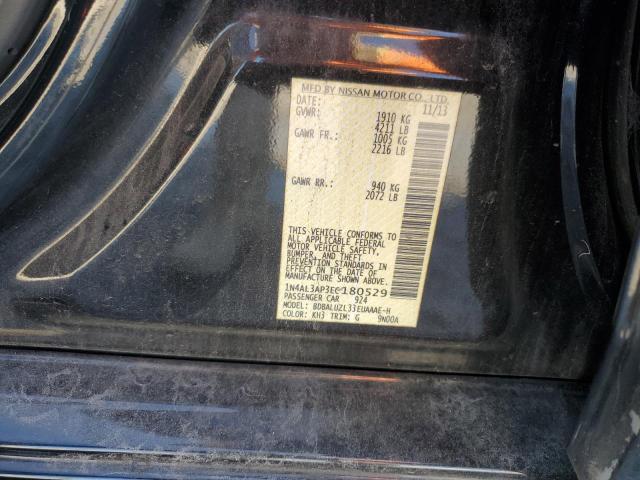 MFD BY NISSAN MOTOR CO., LTD.
DATE: 11/13
GVWR: 1910 KG
4211 LB
GAWR FR.: 1005 KG
2216 LB
GAWR RR.: 940 KG
2072 LB
THIS VEHICLE CONFORMS TO
ALL APPLICABLE FEDERAL
MOTOR VEHICLE SAFETY,
BUMPER, AND THEFT
PREVENTION STANDARDS IN
EFFECT ON THE DATE OF
MANUFACTURE SHOWN ABOVE.
1N4AL3AP3EC180529
PASSENGER CAR 924
MODEL: BDBALUZL33EUAAAE-H
COLOR: KH3 TRIM: G 9N00A